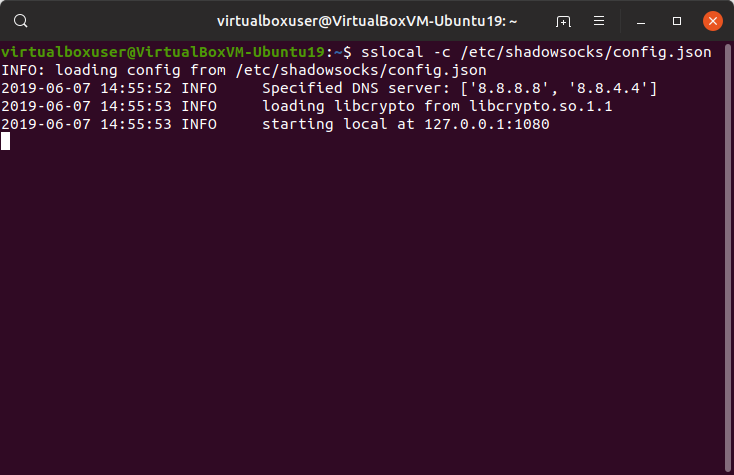 virtualboxuser@VirtualBoxVM-Ubuntu19: ~
virtualboxuser@VirtualBoxVM-Ubuntu19:~$ sslocal -c /etc/shadowsocks/config.json
INFO: loading config from /etc/shadowsocks/config.json
2019-06-07 14:55:52 INFO     Specified DNS server: ['8.8.8.8', '8.8.4.4']
2019-06-07 14:55:53 INFO     loading libcrypto from libcrypto.so.1.1
2019-06-07 14:55:53 INFO     starting local at 127.0.0.1:1080